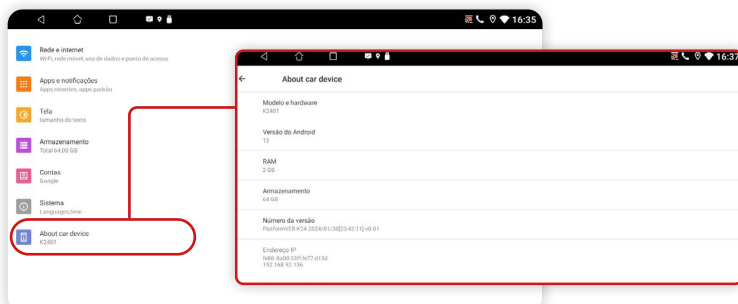 16:35
Rede e internet
Wi-Fi, rede móvel, uso de dados e ponto de acesso
Apps e notificações
Apps recentes, apps padrão
Tela
tamanho do texto
Armazenamento
Total 64,00 GB
Contas
Google
Sistema
Languages,time
About car device
K2401
16:37
About car device
Modelo e hardware
K2401
Versão do Android
13
RAM
2 GB
Armazenamento
64 GB
Número da versão
PlatformVER:K24-2024/01/30[23:42:11]-v0.01
Endereço IP
192.168.92.136